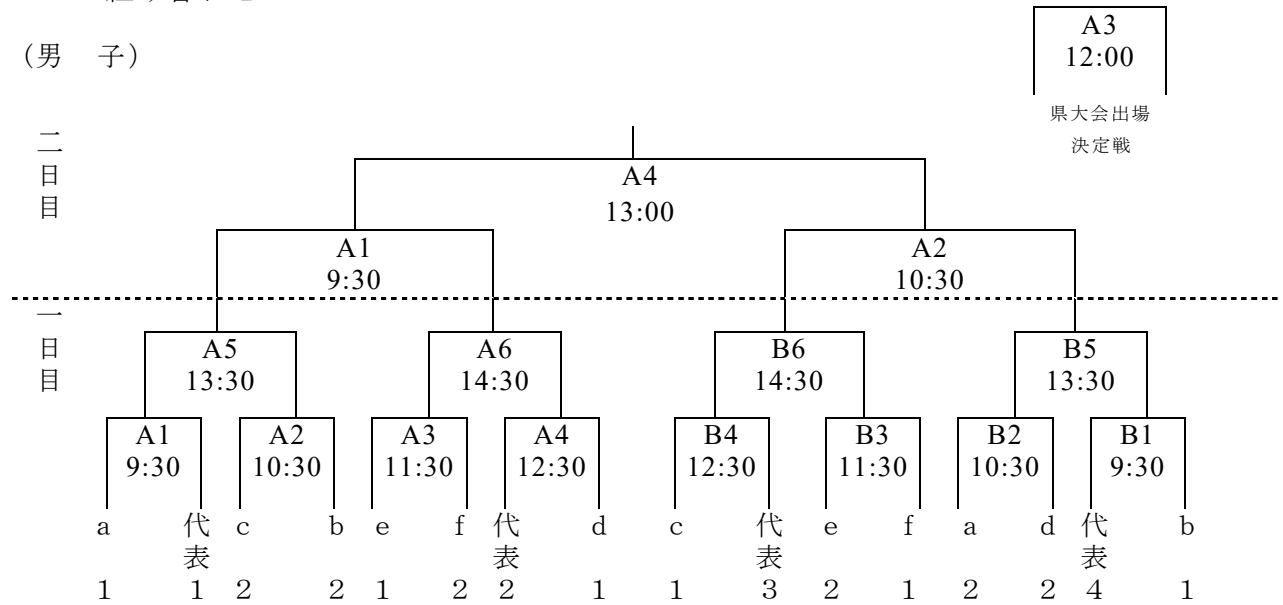 （男　子）
A3
12:00
県大会出場
決定戦
二日目
A4
13:00
A1 A2
9:30 10:30
一日目
A5 A6 B6 B5
13:30 14:30 14:30 13:30
A1 A2 A3 A4 B4 B3 B2 B1
9:30 10:30 11:30 12:30 12:30 11:30 10:30 9:30
a 代表 c b e f 代表 d c 代表 e f a d 代表 b
1 1 2 2 1 2 2 1 1 3 2 1 2 2 4 1